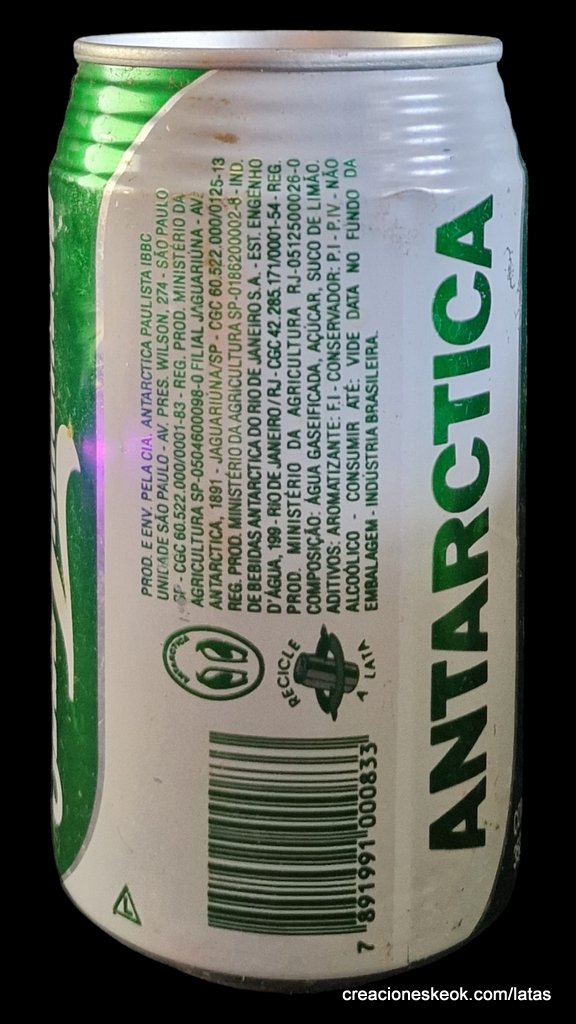 PROD. E ENV. PELA CIA. ANTARCTICA PAULISTA IBBC
UNIDADE SÃO PAULO - AV. PRES. WILSON, 274 - SÃO PAULO
- SP - CGC 60.522.000/0001-83 - REG. PROD. MINISTÉRIO DA
AGRICULTURA SP-05046000098-0 FILIAL JAGUARIÚNA - AV.
ANTARCTICA, 1891 - JAGUARIUNA/SP - CGC 60.522.000/0125-13
REG. PROD. MINISTÉRIO DA AGRICULTURA SP-0186200002-8 - IND.
DE BEBIDAS ANTARCTICA DO RIO DE JANEIRO S.A. - EST. ENGENHO
D'ÁGUA, 199 - RIO DE JANEIRO / RJ - CGC 42.285.171/0001-54 - REG.
PROD. MINISTÉRIO DA AGRICULTURA RJ-0512500026-0
COMPOSIÇÃO: ÁGUA GASEIFICADA, AÇÚCAR, SUCO DE LIMÃO.
ADITIVOS: AROMATIZANTE: F.I - CONSERVADOR: P.I - P.IV - NÃO
ALCOÓLICO - CONSUMIR ATÉ: VIDE DATA NO FUNDO DA
EMBALAGEM - INDÚSTRIA BRASILEIRA.
RECICLE
A LATA
7 891991 000833
ANTARCTICA
creacioneskeok.com/latas